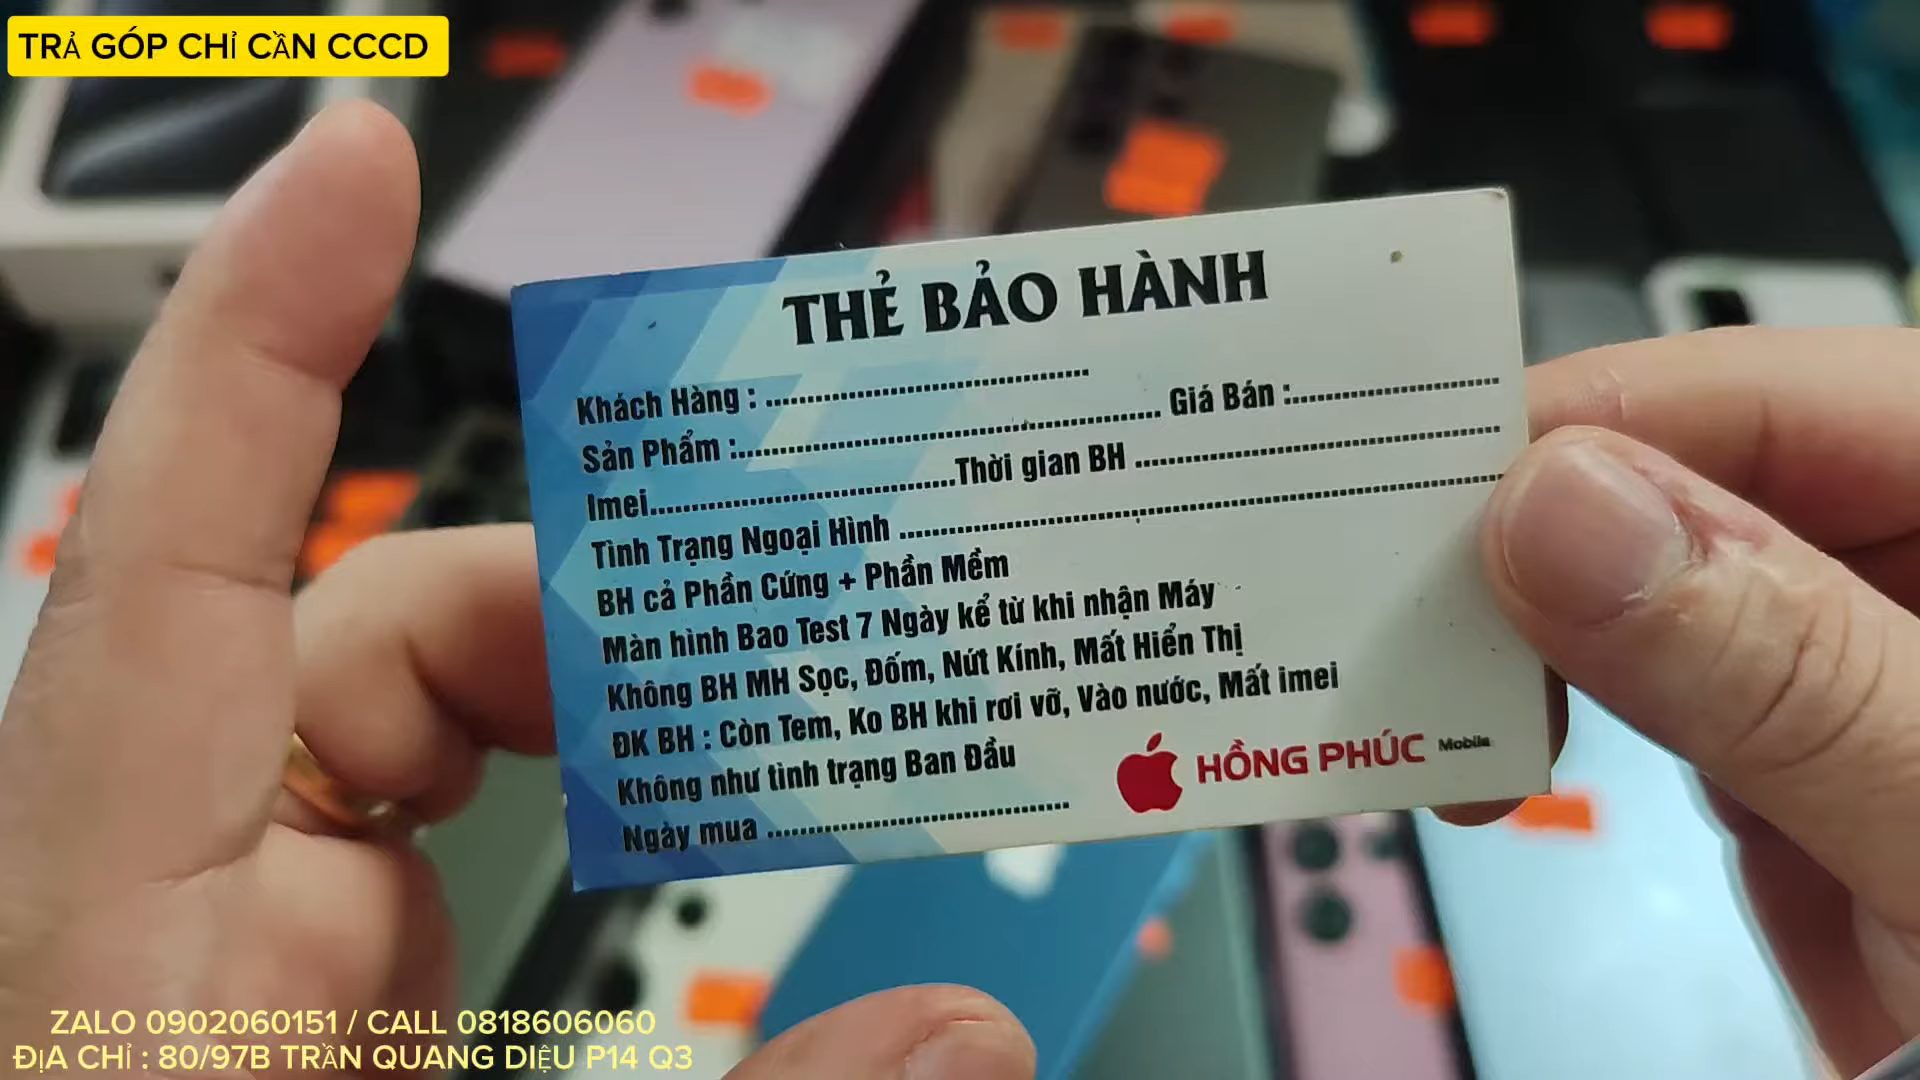 TRẢ GÓP CHỈ CẦN CCCD
THẺ BẢO HÀNH
Khách Hàng : ........................................
Sản Phẩm :.................................................... Giá Bán :.........................
Imei.....................................Thời gian BH ............................................
Tình Trạng Ngoại Hình .........................................................................
BH cả Phần Cứng + Phần Mềm
Màn hình Bao Test 7 Ngày kể từ khi nhận Máy
Không BH MH Sọc, Đốm, Nứt Kính, Mất Hiển Thị
ĐK BH : Còn Tem, Ko BH khi rơi vỡ, Vào nước, Mất imei
Không như tình trạng Ban Đầu
Ngày mua .....................................
HỒNG PHÚC Mobile
ZALO 0902060151 / CALL 0818606060
ĐỊA CHỈ : 80/97B TRẦN QUANG DIỆU P14 Q3